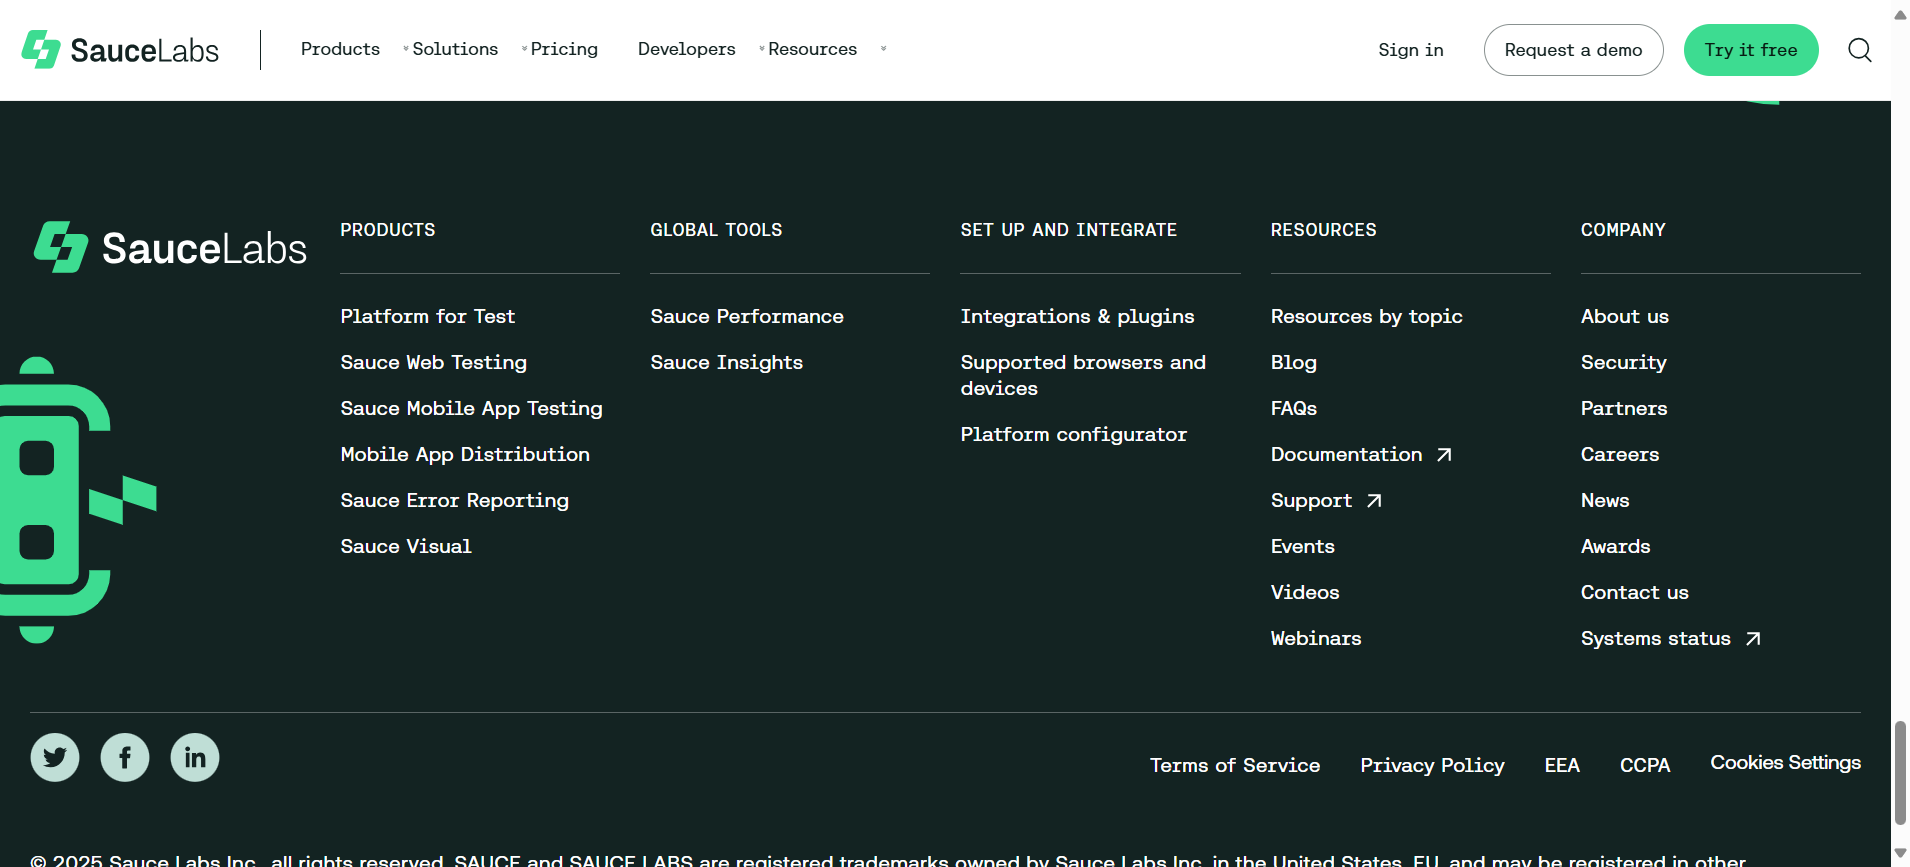 SauceLabs
Products Solutions Pricing Developers Resources
Sign in Request a demo Try it free
SauceLabs
PRODUCTS
Platform for Test
Sauce Web Testing
Sauce Mobile App Testing
Mobile App Distribution
Sauce Error Reporting
Sauce Visual
GLOBAL TOOLS
Sauce Performance
Sauce Insights
SET UP AND INTEGRATE
Integrations & plugins
Supported browsers and
devices
Platform configurator
RESOURCES
Resources by topic
Blog
FAQs
Documentation
Support
Events
Videos
Webinars
COMPANY
About us
Security
Partners
Careers
News
Awards
Contact us
Systems status
Terms of Service Privacy Policy EEA CCPA Cookies Settings
© 2025 Sauce Labs Inc., all rights reserved. SAUCE and SAUCE LABS are registered trademarks owned by Sauce Labs Inc. in the United States, EU, and may be registered in other